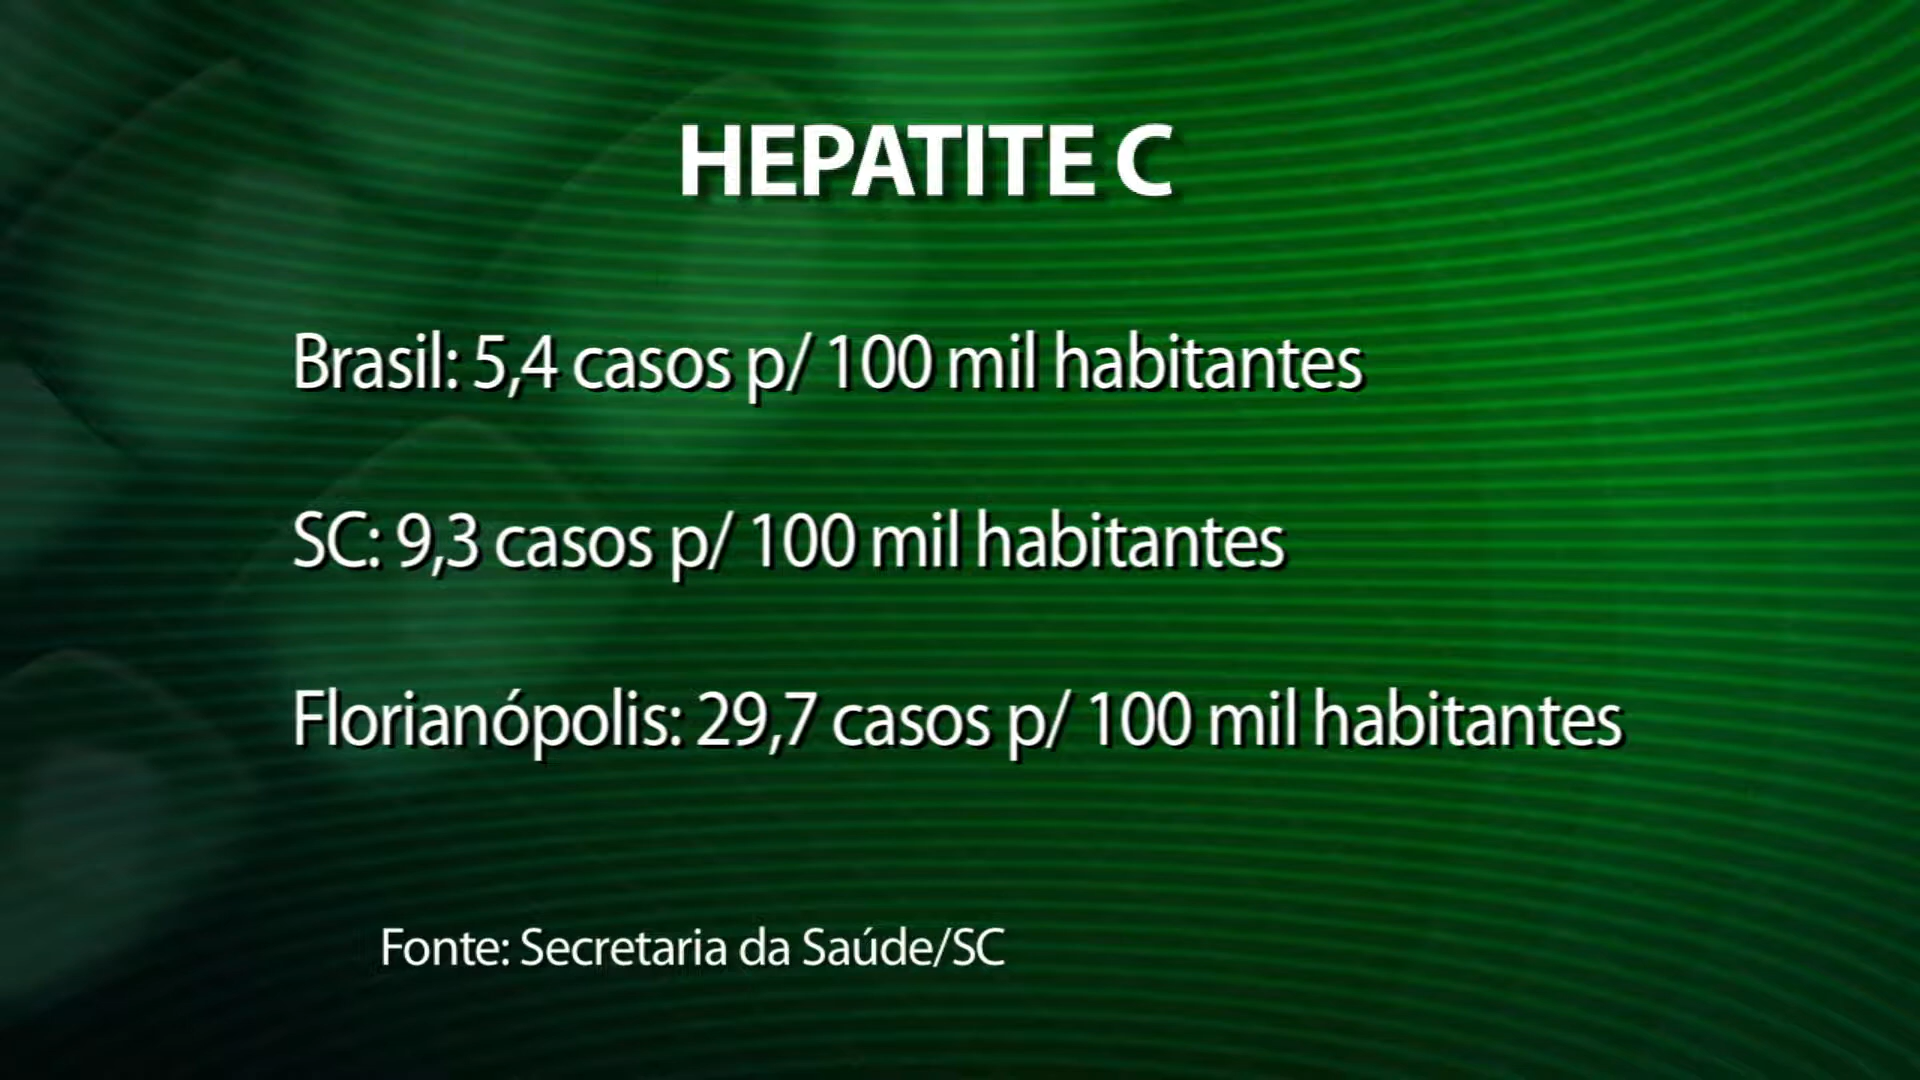 HEPATITE C
Brasil: 5,4 casos p/ 100 mil habitantes
SC: 9,3 casos p/ 100 mil habitantes
Florianópolis: 29,7 casos p/ 100 mil habitantes
Fonte: Secretaria da Saúde/SC